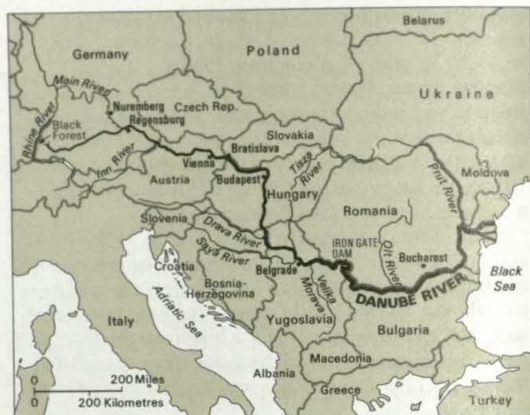 Belarus
Germany
Poland
Ukraine
Main River
Nuremberg
Regensburg
Czech Rep.
Rhine River
Black
Forest
Slovakia
Bratislava
Vienna
Inn River
Tisza
River
Prut River
Moldova
Austria
Budapest
Hungary
Romania
Slovenia
Drava River
Sava River
IRON GATE
DAM
Olt River
Bucharest
Croatia
Belgrade
Velika
Morava
DANUBE RIVER
Black
Sea
Bosnia-
Herzegovina
Adriatic Sea
Yugoslavia
Bulgaria
Italy
Macedonia
Albania
Greece
Turkey
0 200 Miles
0 200 Kilometres